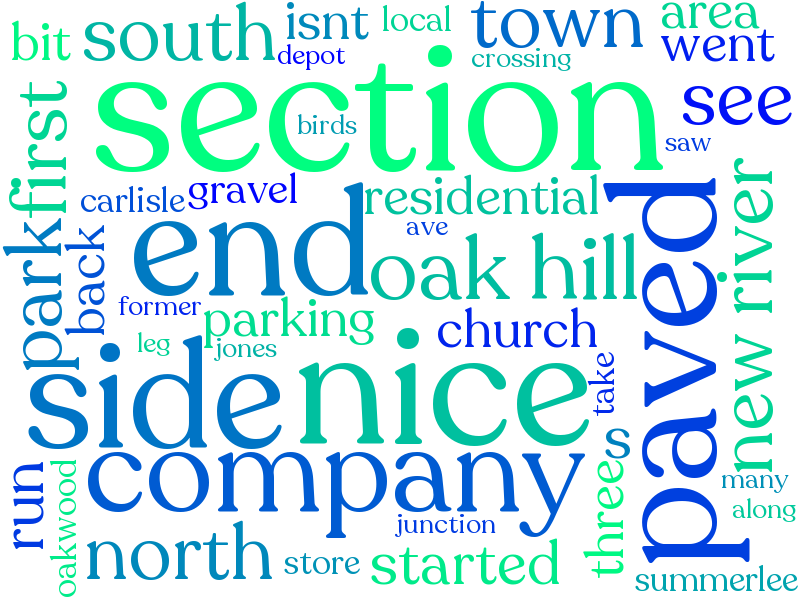 bit
south
isnt
local
town
area
depot
crossing
went
section
see
first
birds
saw
carlisle
gravel
residential
new river
park
back
end
ave
oak hill
paved
former
parking
church
leg
jones
side
nice
take
company
s
run
oakwood
three
many
along
junction
north
store
started
summerlee